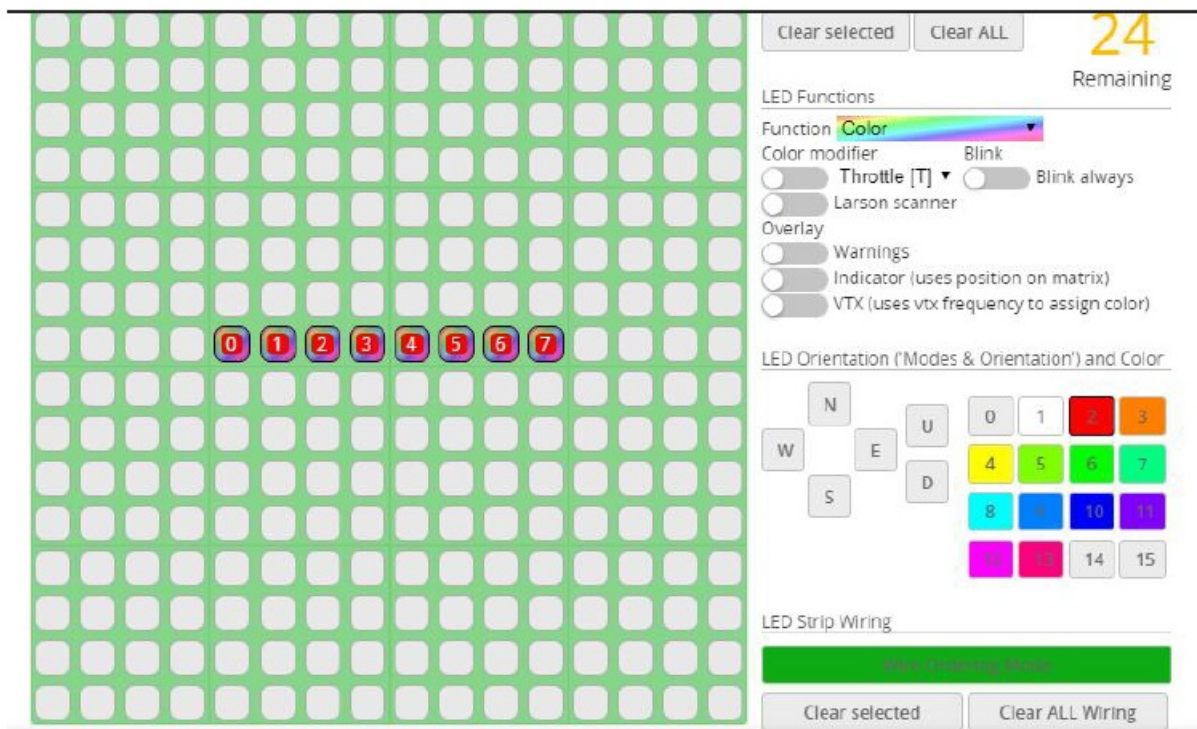 Clear selected
Clear ALL
24
Remaining
LED Functions
Function Color
Color modifier
Blink
Throttle [T]
Blink always
Larson scanner
Overlay
Warnings
Indicator (uses position on matrix)
VTX (uses vtx frequency to assign color)
0 1 2 3 4 5 6 7
LED Orientation ('Modes & Orientation') and Color
N
W
E
S
U
D
0 1 2 3
4 5 6 7
8 9 10 11
12 13 14 15
LED Strip Wiring
Wire Ordering Mode
Clear selected
Clear ALL Wiring